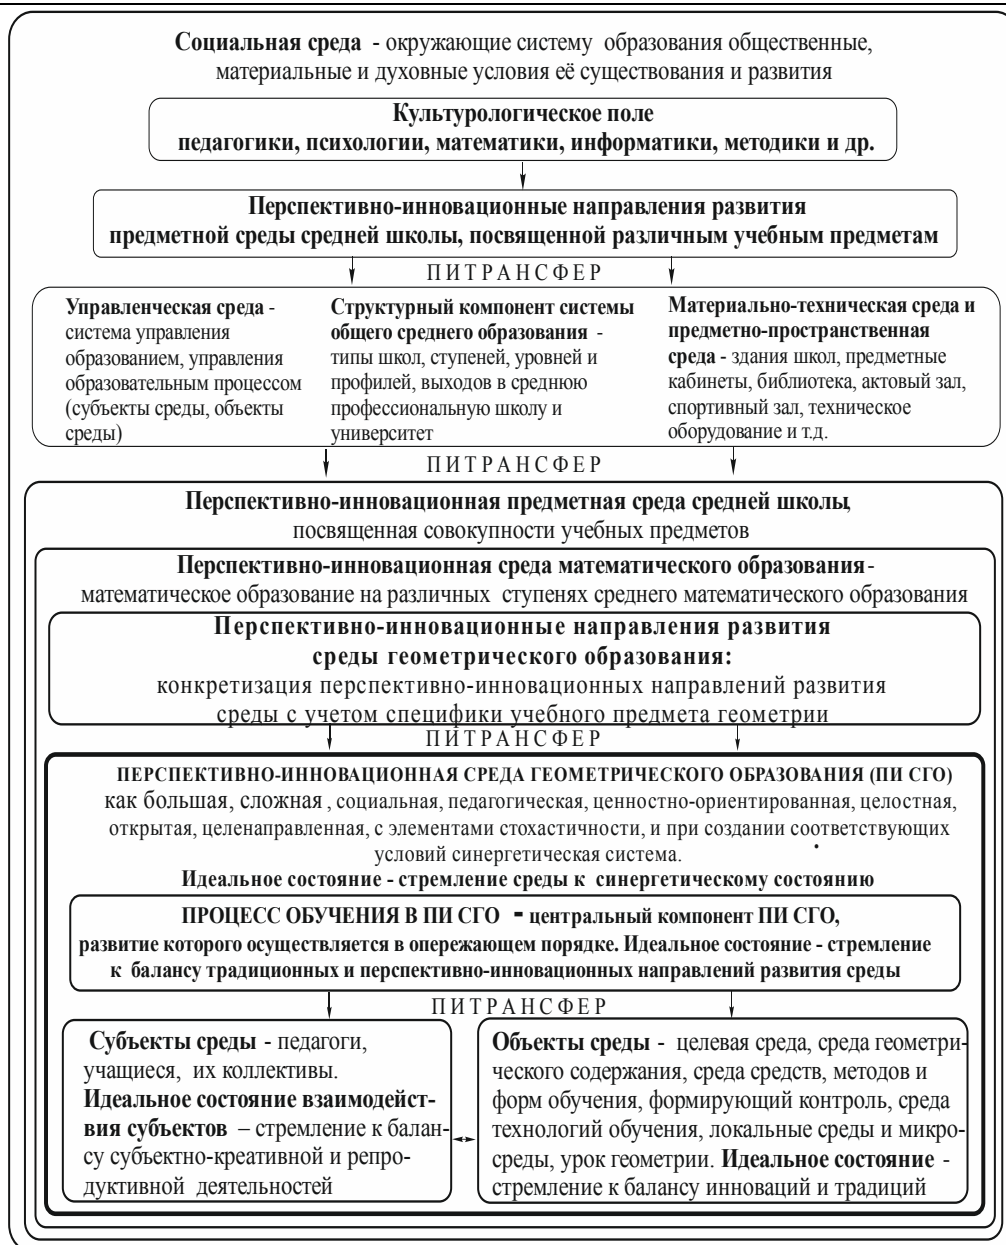 Социальная среда - окружающие систему образования общественные,
материальные и духовные условия её существования и развития
Культурологическое поле
педагогики, психологии, математики, информатики, методики и др.
Перспективно-инновационные направления развития
предметной среды средней школы, посвященной различным учебным предметам
ПИТРАНСФЕР
Управленческая среда -
система управления
образованием, управления
образовательным процессом
(субъекты среды, объекты
среды)
Структурный компонент системы
общего среднего образования -
типы школ, ступеней, уровней и
профилей, выходов в среднюю
профессиональную школу и
университет
Материально-техническая среда и
предметно-пространственная
среда - здания школ, предметные
кабинеты, библиотека, актовый зал,
спортивный зал, техническое
оборудование и т.д.
ПИТРАНСФЕР
Перспективно-инновационная предметная среда средней школы,
посвященная совокупности учебных предметов
Перспективно-инновационная среда математического образования -
математическое образование на различных ступенях среднего математического образования
Перспективно-инновационные направления развития
среды геометрического образования:
конкретизация перспективно-инновационных направлений развития
среды с учетом специфики учебного предмета геометрии
ПИТРАНСФЕР
ПЕРСПЕКТИВНО-ИННОВАЦИОННАЯ СРЕДА ГЕОМЕТРИЧЕСКОГО ОБРАЗОВАНИЯ (ПИ СГО)
как большая, сложная , социальная, педагогическая, ценностно-ориентированная, целостная,
открытая, целенаправленная, с элементами стохастичности, и при создании соответствующих
условий синергетическая система.
Идеальное состояние - стремление среды к синергетическому состоянию
ПРОЦЕСС ОБУЧЕНИЯ В ПИ СГО - центральный компонент ПИ СГО,
развитие которого осуществляется в опережающем порядке. Идеальное состояние - стремление
к балансу традиционных и перспективно-инновационных направлений развития среды
ПИТРАНСФЕР
Субъекты среды - педагоги,
учащиеся, их коллективы.
Идеальное состояние взаимодейст-
вия субъектов – стремление к балан-
су субъектно-креативной и репро-
дуктивной деятельностей
Объекты среды - целевая среда, среда геометри-
ческого содержания, среда средств, методов и
форм обучения, формирующий контроль, среда
технологий обучения, локальные среды и микро-
среды, урок геометрии. Идеальное состояние -
стремление к балансу инноваций и традиций